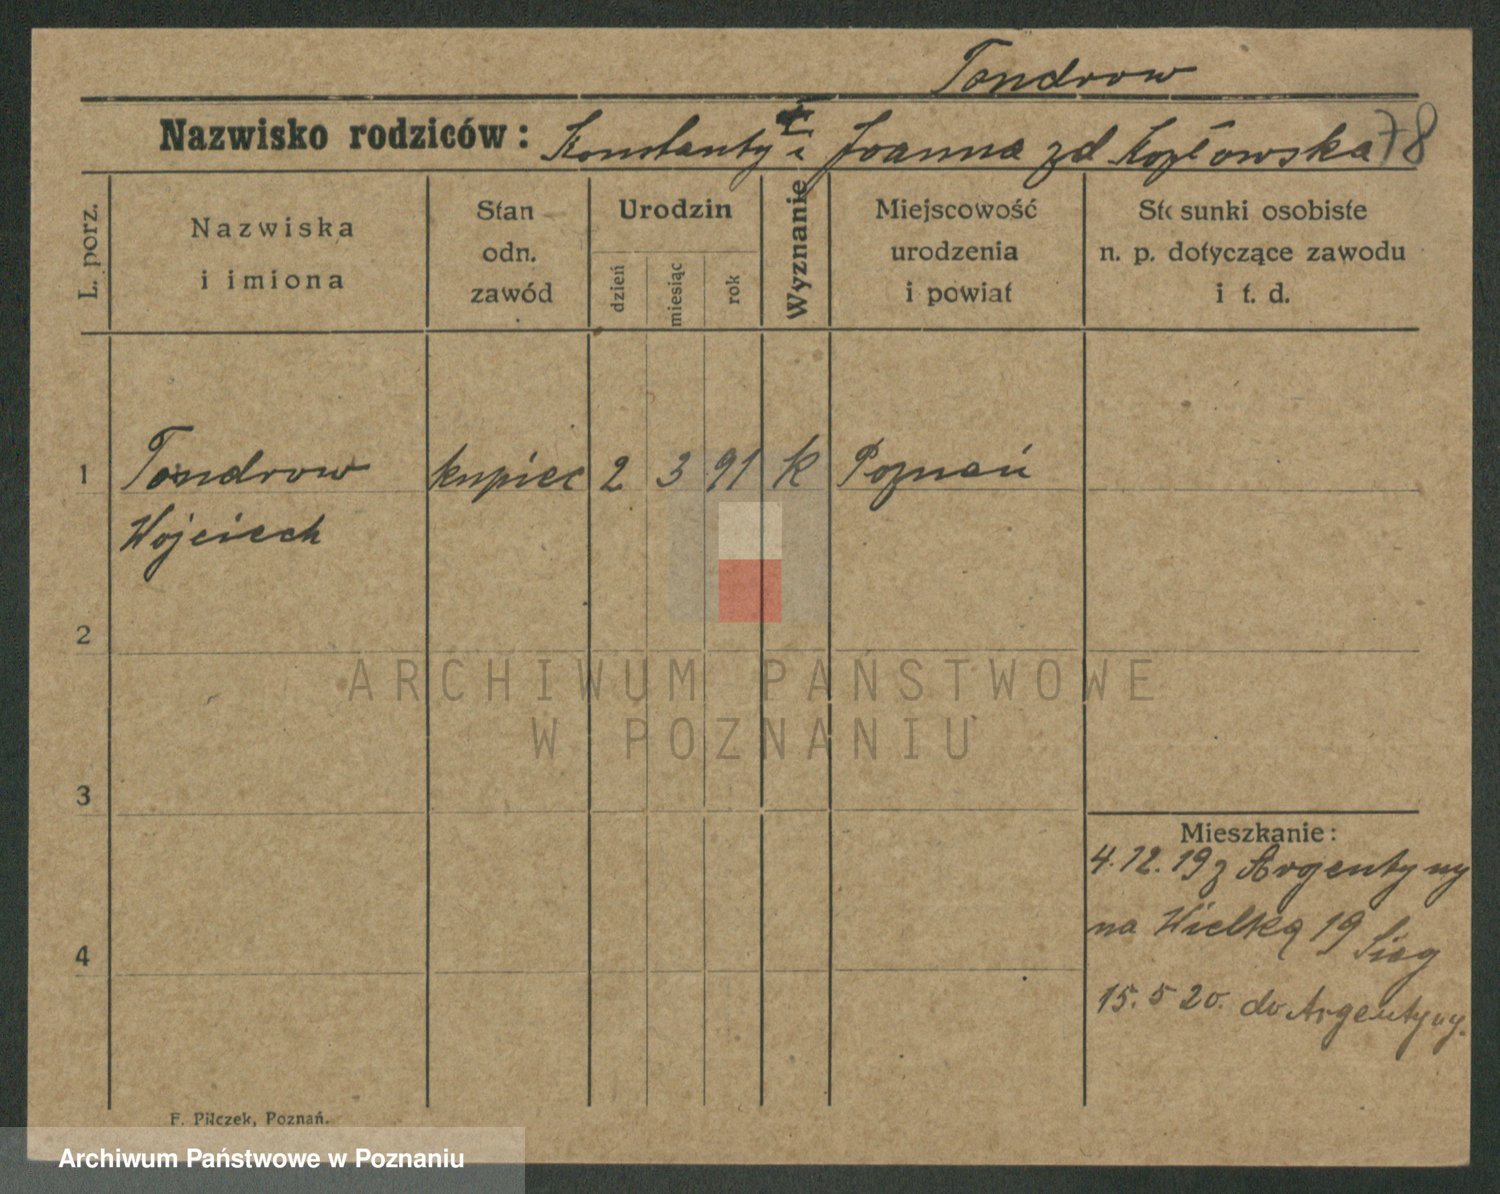 Tondrow
Nazwisko rodziców: Konstanty i Joanna zd Kozłowska 78
L. porz.
Nazwiska i imiona
Stan odn. zawód
Urodzin
dzień
miesiąc
rok
Wyznanie
Miejscowość urodzenia i powiat
Stosunki osobiste n. p. dotyczące zawodu i t. d.
1 Tondrow kupiec 2 3 91 k Poznań
Wojciech
2
ARCHIWUM PAŃSTWOWE
W POZNANIU
3
Mieszkanie:
4. 12. 19 z Argentyny
na Wielką 19
4
15. 5 20. do Argentyny.
F. Pilczek, Poznań.
Archiwum Państwowe w Poznaniu